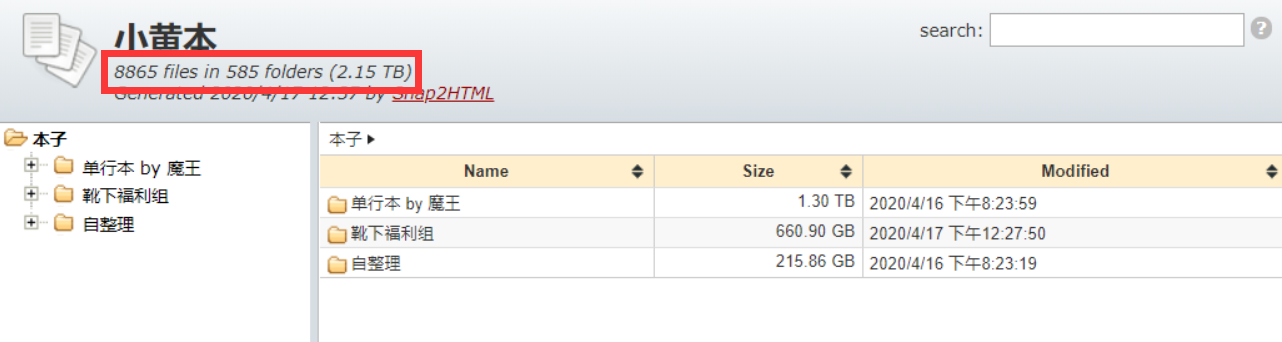 小黄本
search:
8865 files in 585 folders (2.15 TB)
Generated 2020/4/17 12:37 by Snap2HTML
本子
单行本 by 魔王
靴下福利组
自整理
本子
Name Size Modified
单行本 by 魔王 1.30 TB 2020/4/16 下午8:23:59
靴下福利组 660.90 GB 2020/4/17 下午12:27:50
自整理 215.86 GB 2020/4/16 下午8:23:19